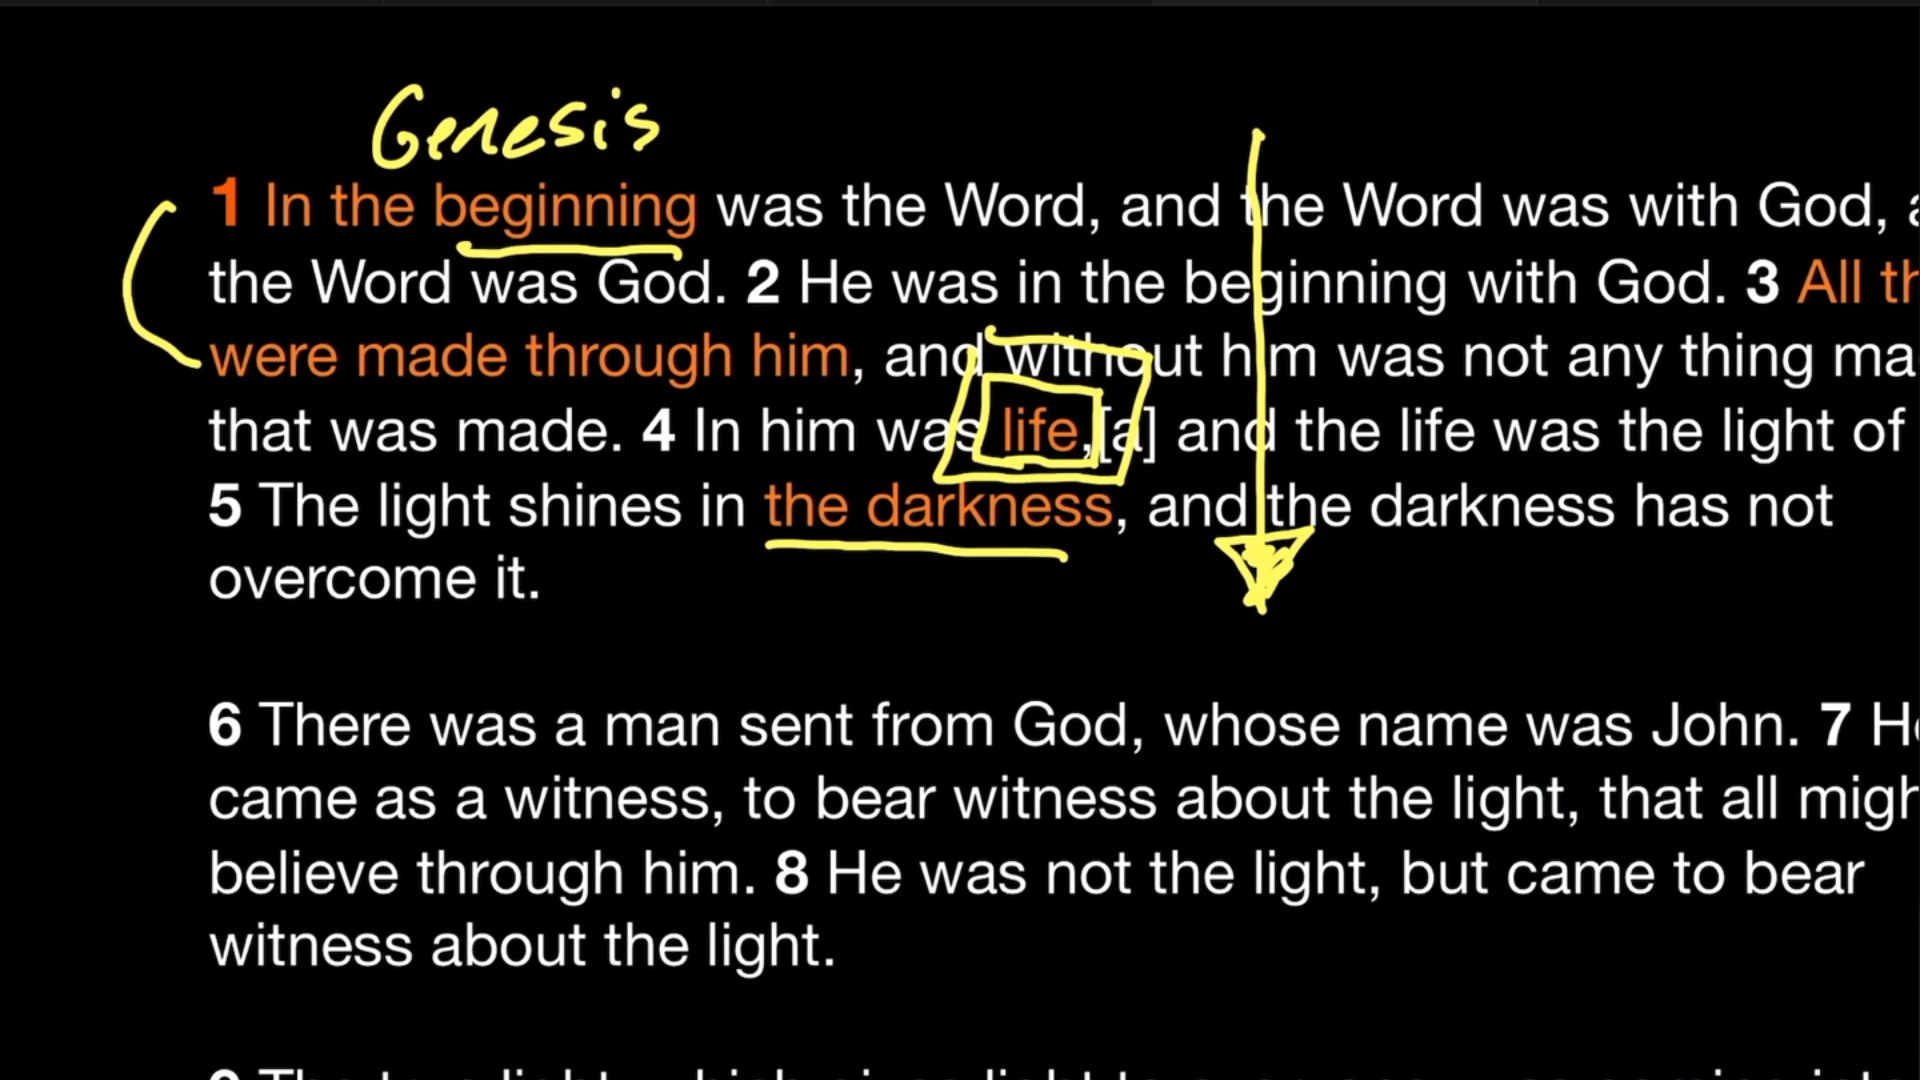 Genesis
1 In the beginning was the Word, and the Word was with God,
the Word was God. 2 He was in the beginning with God. 3 All
were made through him, and without him was not any thing
that was made. 4 In him was life,[a] and the life was the light of
5 The light shines in the darkness, and the darkness has not
overcome it.
6 There was a man sent from God, whose name was John. 7
came as a witness, to bear witness about the light, that all
believe through him. 8 He was not the light, but came to bear
witness about the light.